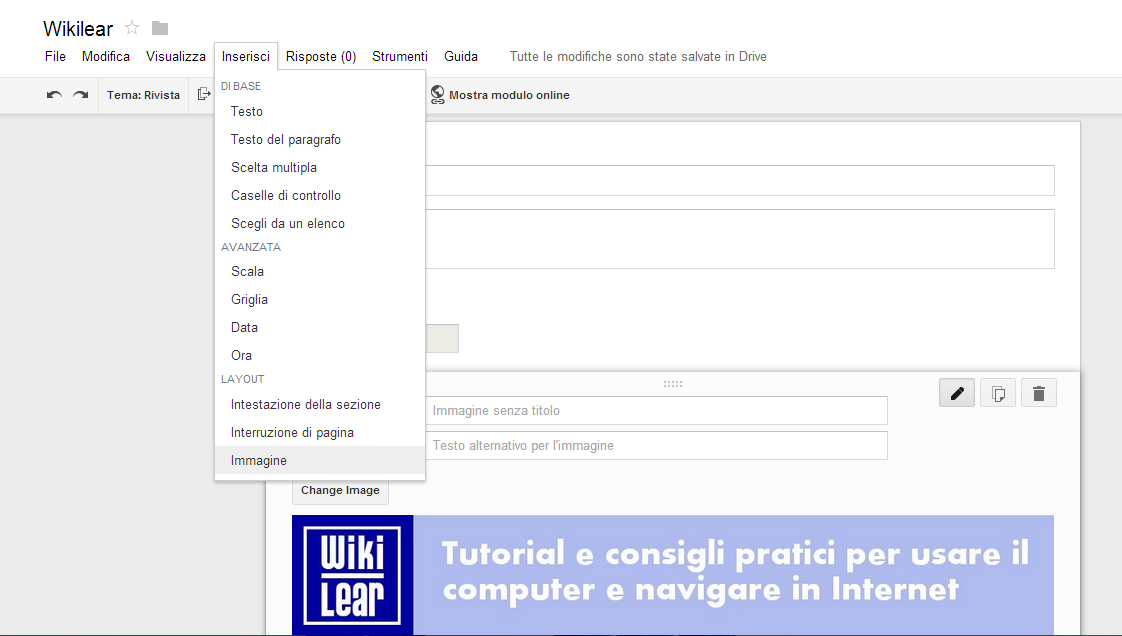 Wikilear
File Modifica Visualizza Inserisci Risposte (0) Strumenti Guida Tutte le modifiche sono state salvate in Drive
Tema: Rivista Mostra modulo online
DI BASE
Testo
Testo del paragrafo
Scelta multipla
Caselle di controllo
Scegli da un elenco
AVANZATA
Scala
Griglia
Data
Ora
LAYOUT
Intestazione della sezione
Interruzione di pagina
Immagine
Immagine senza titolo
Testo alternativo per l'immagine
Change Image
Wiki
Lear
Tutorial e consigli pratici per usare il
computer e navigare in Internet